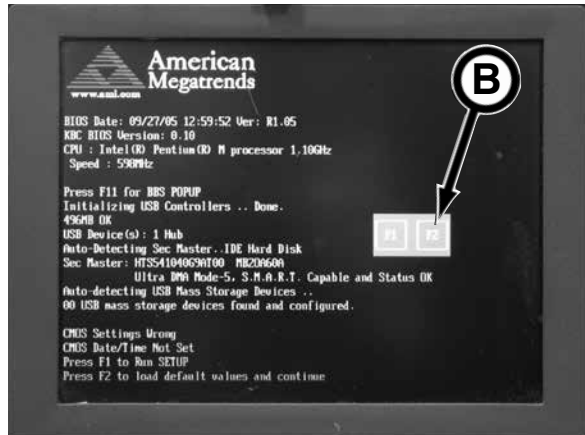 American
Megatrends
www.ami.com
BIOS Date: 09/27/05 12:59:52 Ver: R1.05
KBC BIOS Version: 0.10
CPU : Intel(R) Pentium(R) M processor 1.10GHz
Speed : 598MHz
Press F11 for BBS POPUP
Initializing USB Controllers .. Done.
496MB OK
USB Device(s): 1 Hub
Auto-Detecting Sec Master..IDE Hard Disk
Sec Master: HTS541040G9AT00 MB2OA60A
Ultra DMA Mode-5, S.M.A.R.T. Capable and Status OK
Auto-detecting USB Mass Storage Devices ..
00 USB mass storage devices found and configured.
CMOS Settings Wrong
CMOS Date/Time Not Set
Press F1 to Run SETUP
Press F2 to load default values and continue
F1 F2
B